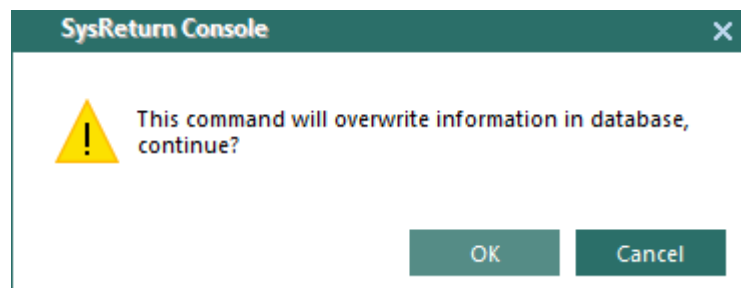 SysReturn Console
This command will overwrite information in database,
continue?
OK
Cancel